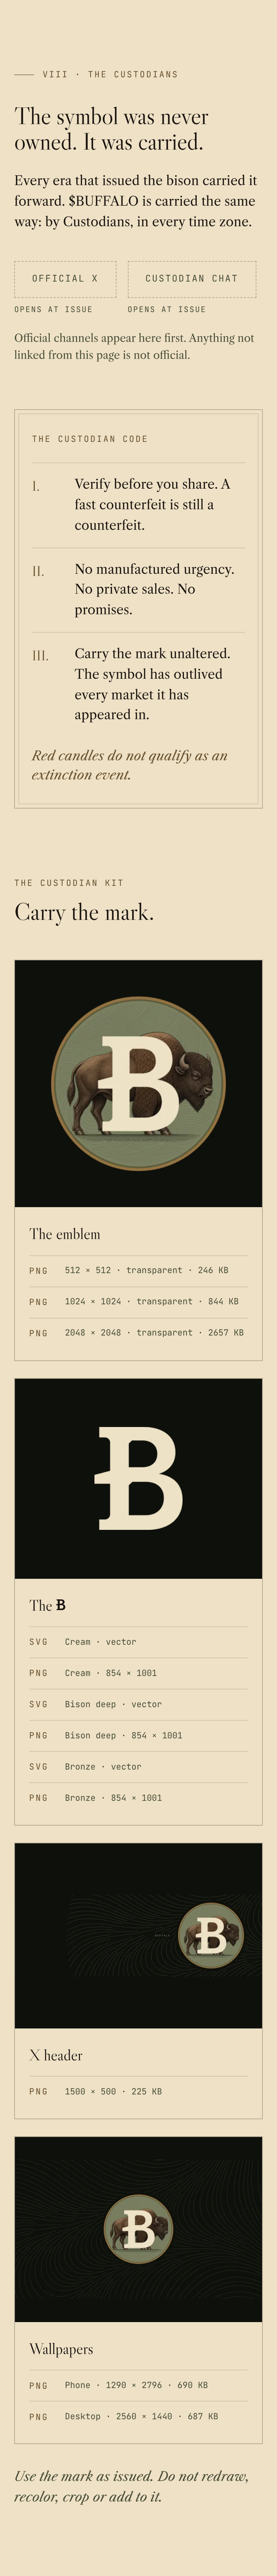 VIII · THE CUSTODIANS
The symbol was never
owned. It was carried.
Every era that issued the bison carried it
forward. $BUFFALO is carried the same
way: by Custodians, in every time zone.
OFFICIAL X
CUSTODIAN CHAT
OPENS AT ISSUE
OPENS AT ISSUE
Official channels appear here first. Anything not
linked from this page is not official.
THE CUSTODIAN CODE
I.
Verify before you share. A
fast counterfeit is still a
counterfeit.
II.
No manufactured urgency.
No private sales. No
promises.
III.
Carry the mark unaltered.
The symbol has outlived
every market it has
appeared in.
Red candles do not qualify as an
extinction event.
THE CUSTODIAN KIT
Carry the mark.
B
The emblem
PNG 512 × 512 · transparent · 246 KB
PNG 1024 × 1024 · transparent · 844 KB
PNG 2048 × 2048 · transparent · 2657 KB
B
The B
SVG Cream · vector
PNG Cream · 854 × 1001
SVG Bison deep · vector
PNG Bison deep · 854 × 1001
SVG Bronze · vector
PNG Bronze · 854 × 1001
B
X header
PNG 1500 × 500 · 225 KB
B
Wallpapers
PNG Phone · 1290 × 2796 · 690 KB
PNG Desktop · 2560 × 1440 · 687 KB
Use the mark as issued. Do not redraw,
recolor, crop or add to it.